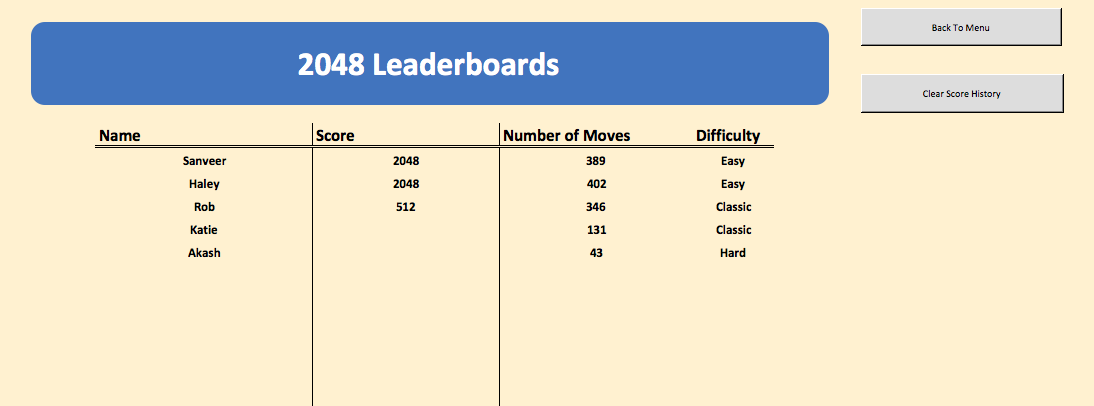 Back To Menu
2048 Leaderboards
Clear Score History
Name Score Number of Moves Difficulty
Sanveer 2048 389 Easy
Haley 2048 402 Easy
Rob 512 346 Classic
Katie 131 Classic
Akash 43 Hard